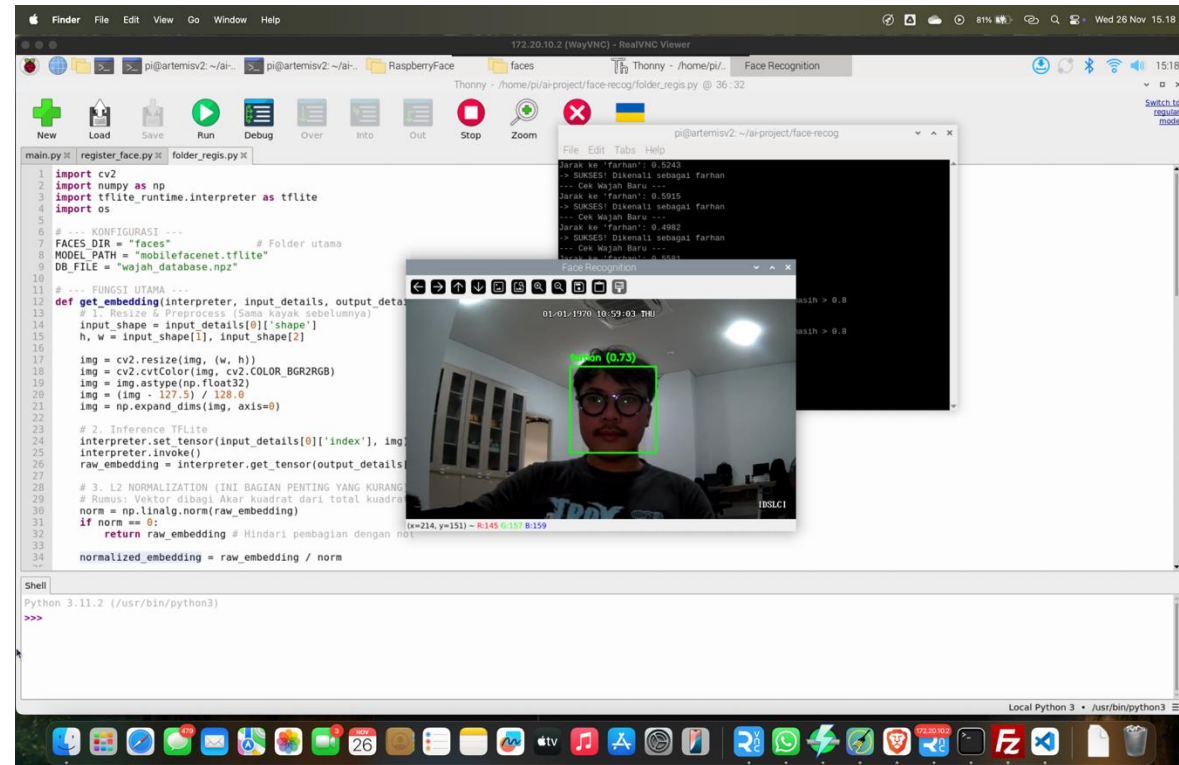 Finder File Edit View Go Window Help
81%
Wed 26 Nov 15.18
172.20.10.2 (WayVNC) - RealVNC Viewer
pi@artemisv2: ~/ai-..
pi@artemisv2: ~/ai-..
RaspberryFace
faces
Thonny - /home/pi/..
Face Recognition
15:18
Thonny - /home/pi/ai-project/face-recog/folder_regis.py @ 36 : 32
New Load Save Run Debug Over Into Out Stop Zoom
Switch to
regular
mode
main.py
register_face.py
folder_regis.py
1 import cv2
2 import numpy as np
3 import tflite_runtime.interpreter as tflite
4 import os
5
6 # --- KONFIGURASI ---
7 FACES_DIR = "faces" # Folder utama
8 MODEL_PATH = "mobilefacenet.tflite"
9 DB_FILE = "wajah_database.npz"
10
11 # --- FUNGSI UTAMA ---
12 def get_embedding(interpreter, input_details, output_deta
13 # 1. Resize & Preprocess (Sama kayak sebelumnya)
14 input_shape = input_details[0]['shape']
15 h, w = input_shape[1], input_shape[2]
16
17 img = cv2.resize(img, (w, h))
18 img = cv2.cvtColor(img, cv2.COLOR_BGR2RGB)
19 img = img.astype(np.float32)
20 img = (img - 127.5) / 128.0
21 img = np.expand_dims(img, axis=0)
22
23 # 2. Inference TFLite
24 interpreter.set_tensor(input_details[0]['index'], img)
25 interpreter.invoke()
26 raw_embedding = interpreter.get_tensor(output_details[
27
28 # 3. L2 NORMALIZATION (INI BAGIAN PENTING YANG KURANG
29 # Rumus: Vektor dibagi Akar kuadrat dari total kuadra
30 norm = np.linalg.norm(raw_embedding)
31 if norm == 0:
32 return raw_embedding # Hindari pembagian dengan nol
33
34 normalized_embedding = raw_embedding / norm
pi@artemisv2: ~/ai-project/face-recog
File Edit Tabs Help
Jarak ke 'farhan': 0.5243
-> SUKSES! Dikenali sebagai farhan
--- Cek Wajah Baru ---
Jarak ke 'farhan': 0.5915
-> SUKSES! Dikenali sebagai farhan
--- Cek Wajah Baru ---
Jarak ke 'farhan': 0.4982
-> SUKSES! Dikenali sebagai farhan
--- Cek Wajah Baru ---
Jarak ke 'farhan': 0.5581
masih > 0.8
masih > 0.8
Face Recognition
01/01/1970 10:59:03 THU
farhan (0.73)
IDSLCI
(x=214, y=151) ~ R:145 G:157 B:159
Shell
Python 3.11.2 (/usr/bin/python3)
>>>
Local Python 3 • /usr/bin/python3
479
3
NOV
26
tv
172.20.10.2